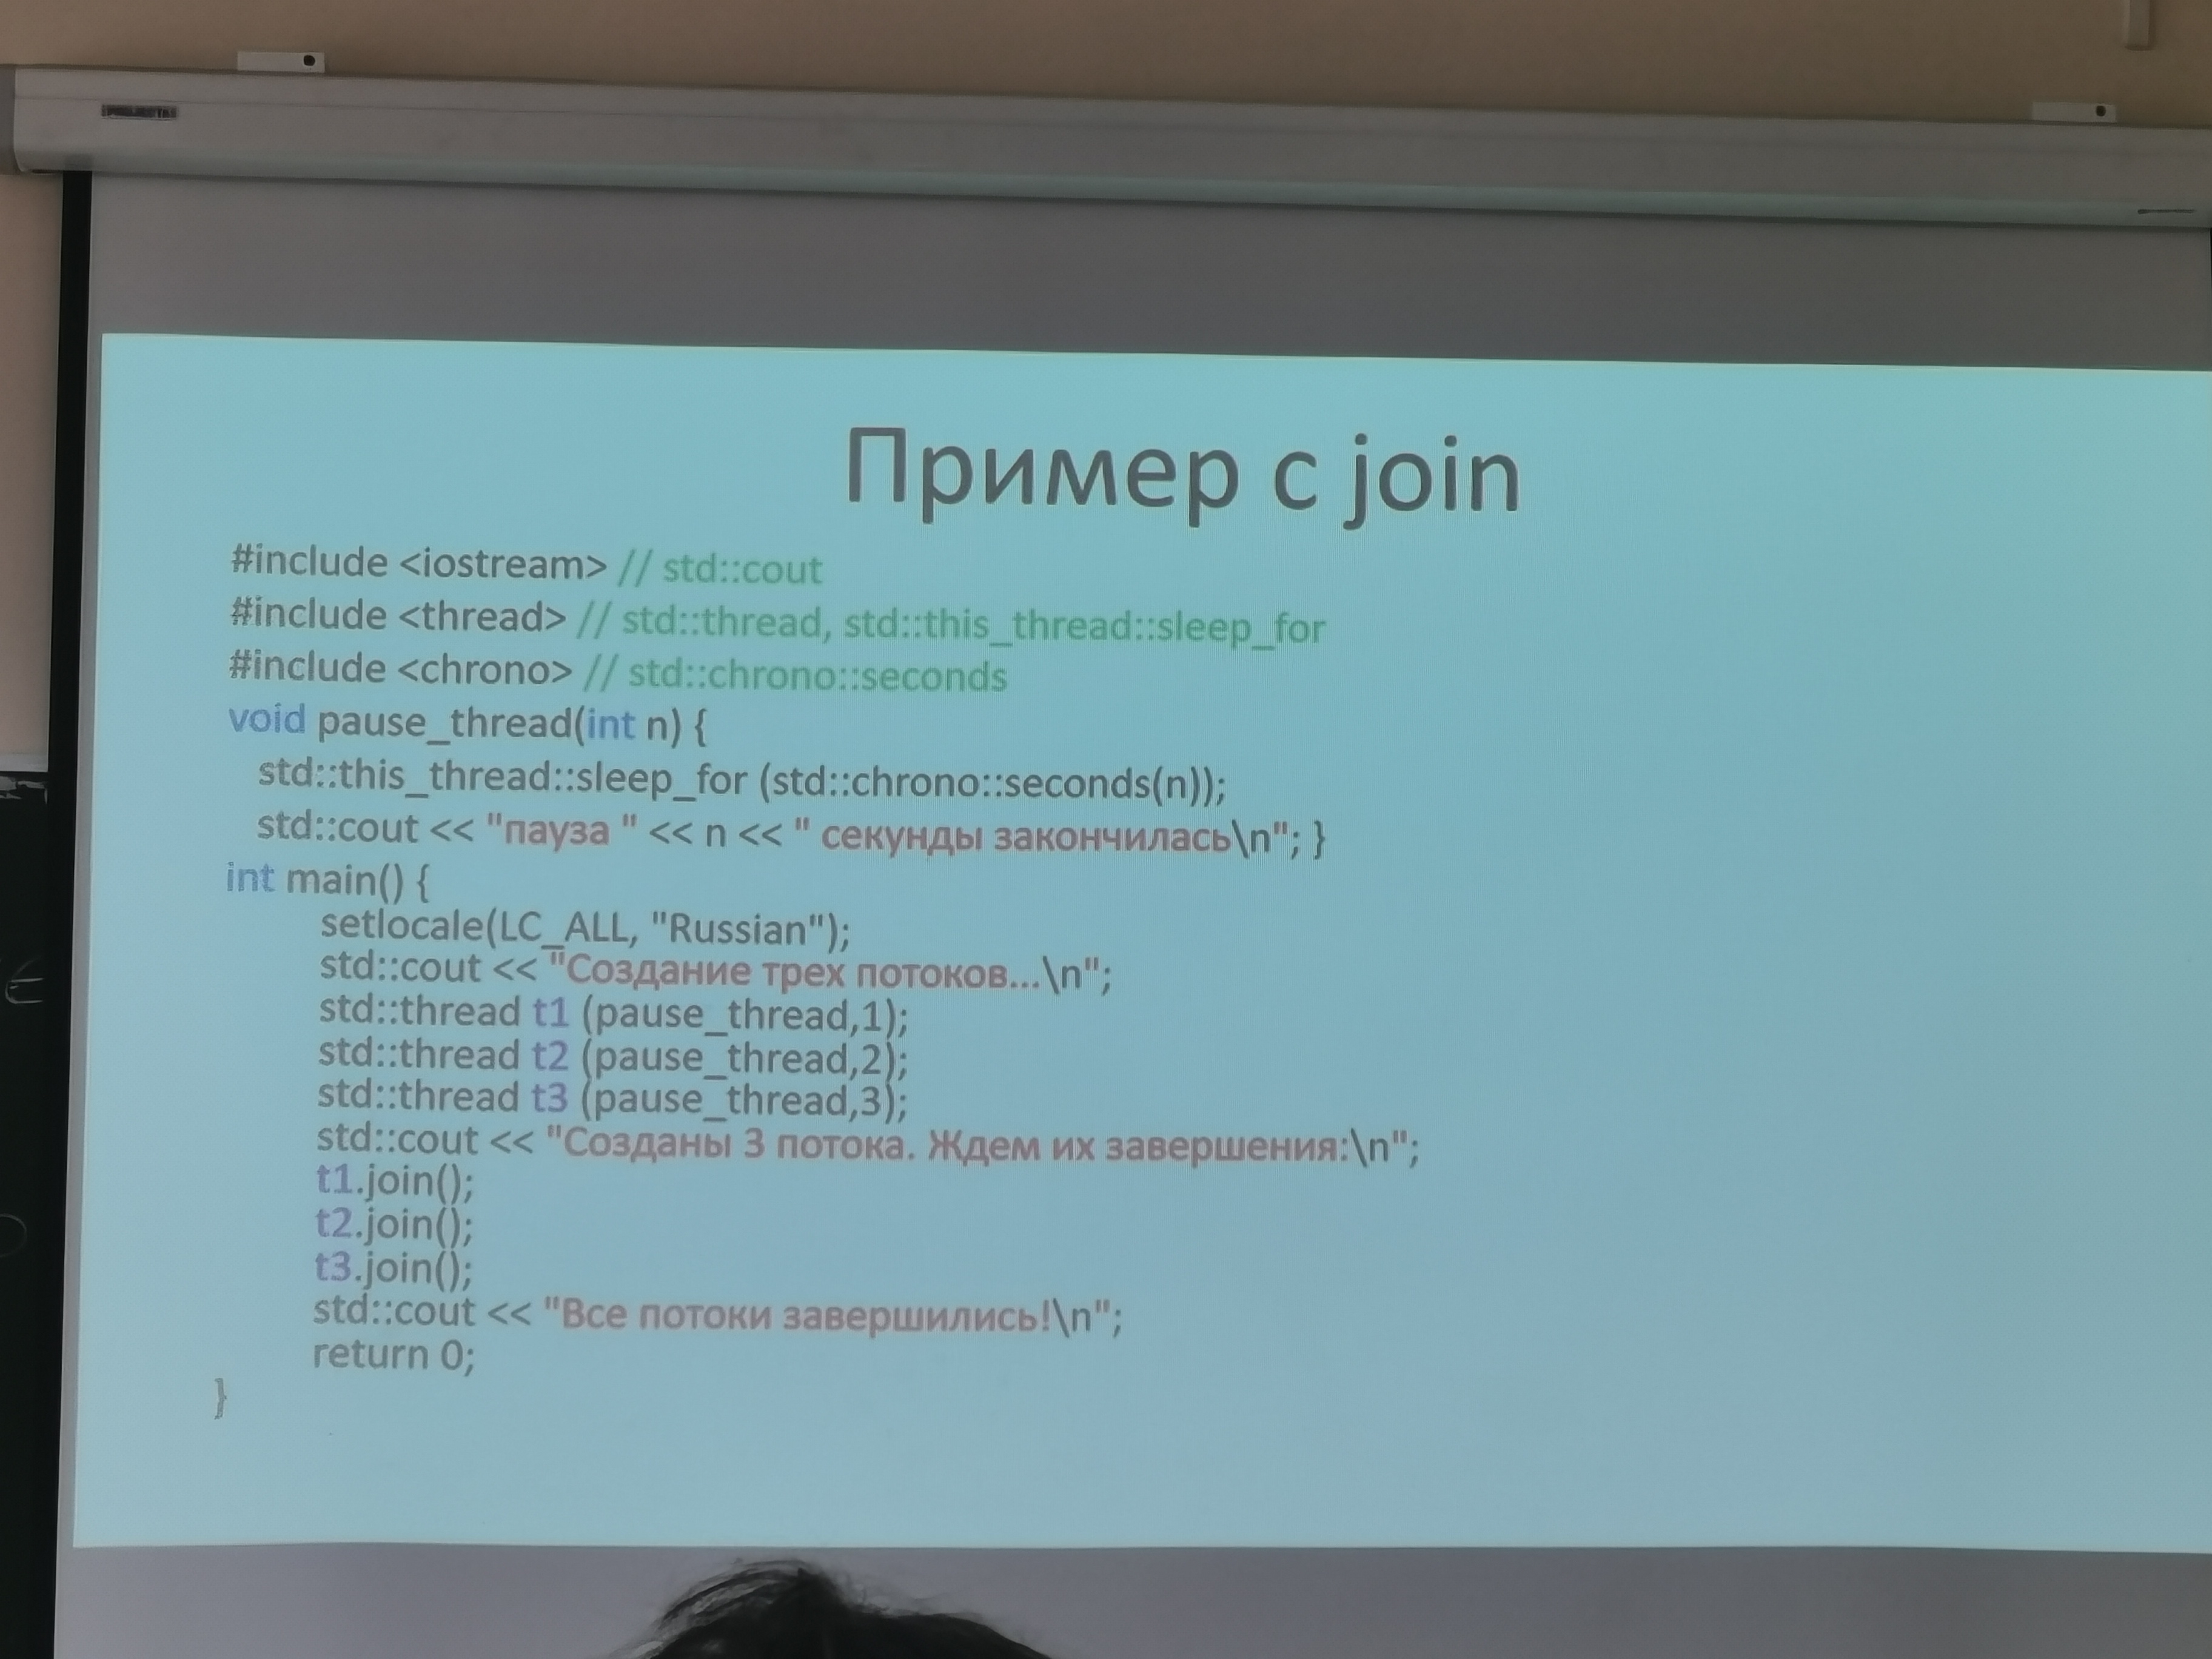 Пример с join
#include <iostream> // std::cout
#include <thread> // std::thread, std::this_thread::sleep_for
#include <chrono> // std::chrono::seconds
void pause_thread(int n) {
std::this_thread::sleep_for (std::chrono::seconds(n));
std::cout << "пауза " << n << " секунды закончилась\n"; }
int main() {
setlocale(LC_ALL, "Russian");
std::cout << "Создание трех потоков...\n";
std::thread t1 (pause_thread,1);
std::thread t2 (pause_thread,2);
std::thread t3 (pause_thread,3);
std::cout << "Созданы 3 потока. Ждем их завершения:\n";
t1.join();
t2.join();
t3.join();
std::cout << "Все потоки завершились!\n";
return 0;
}